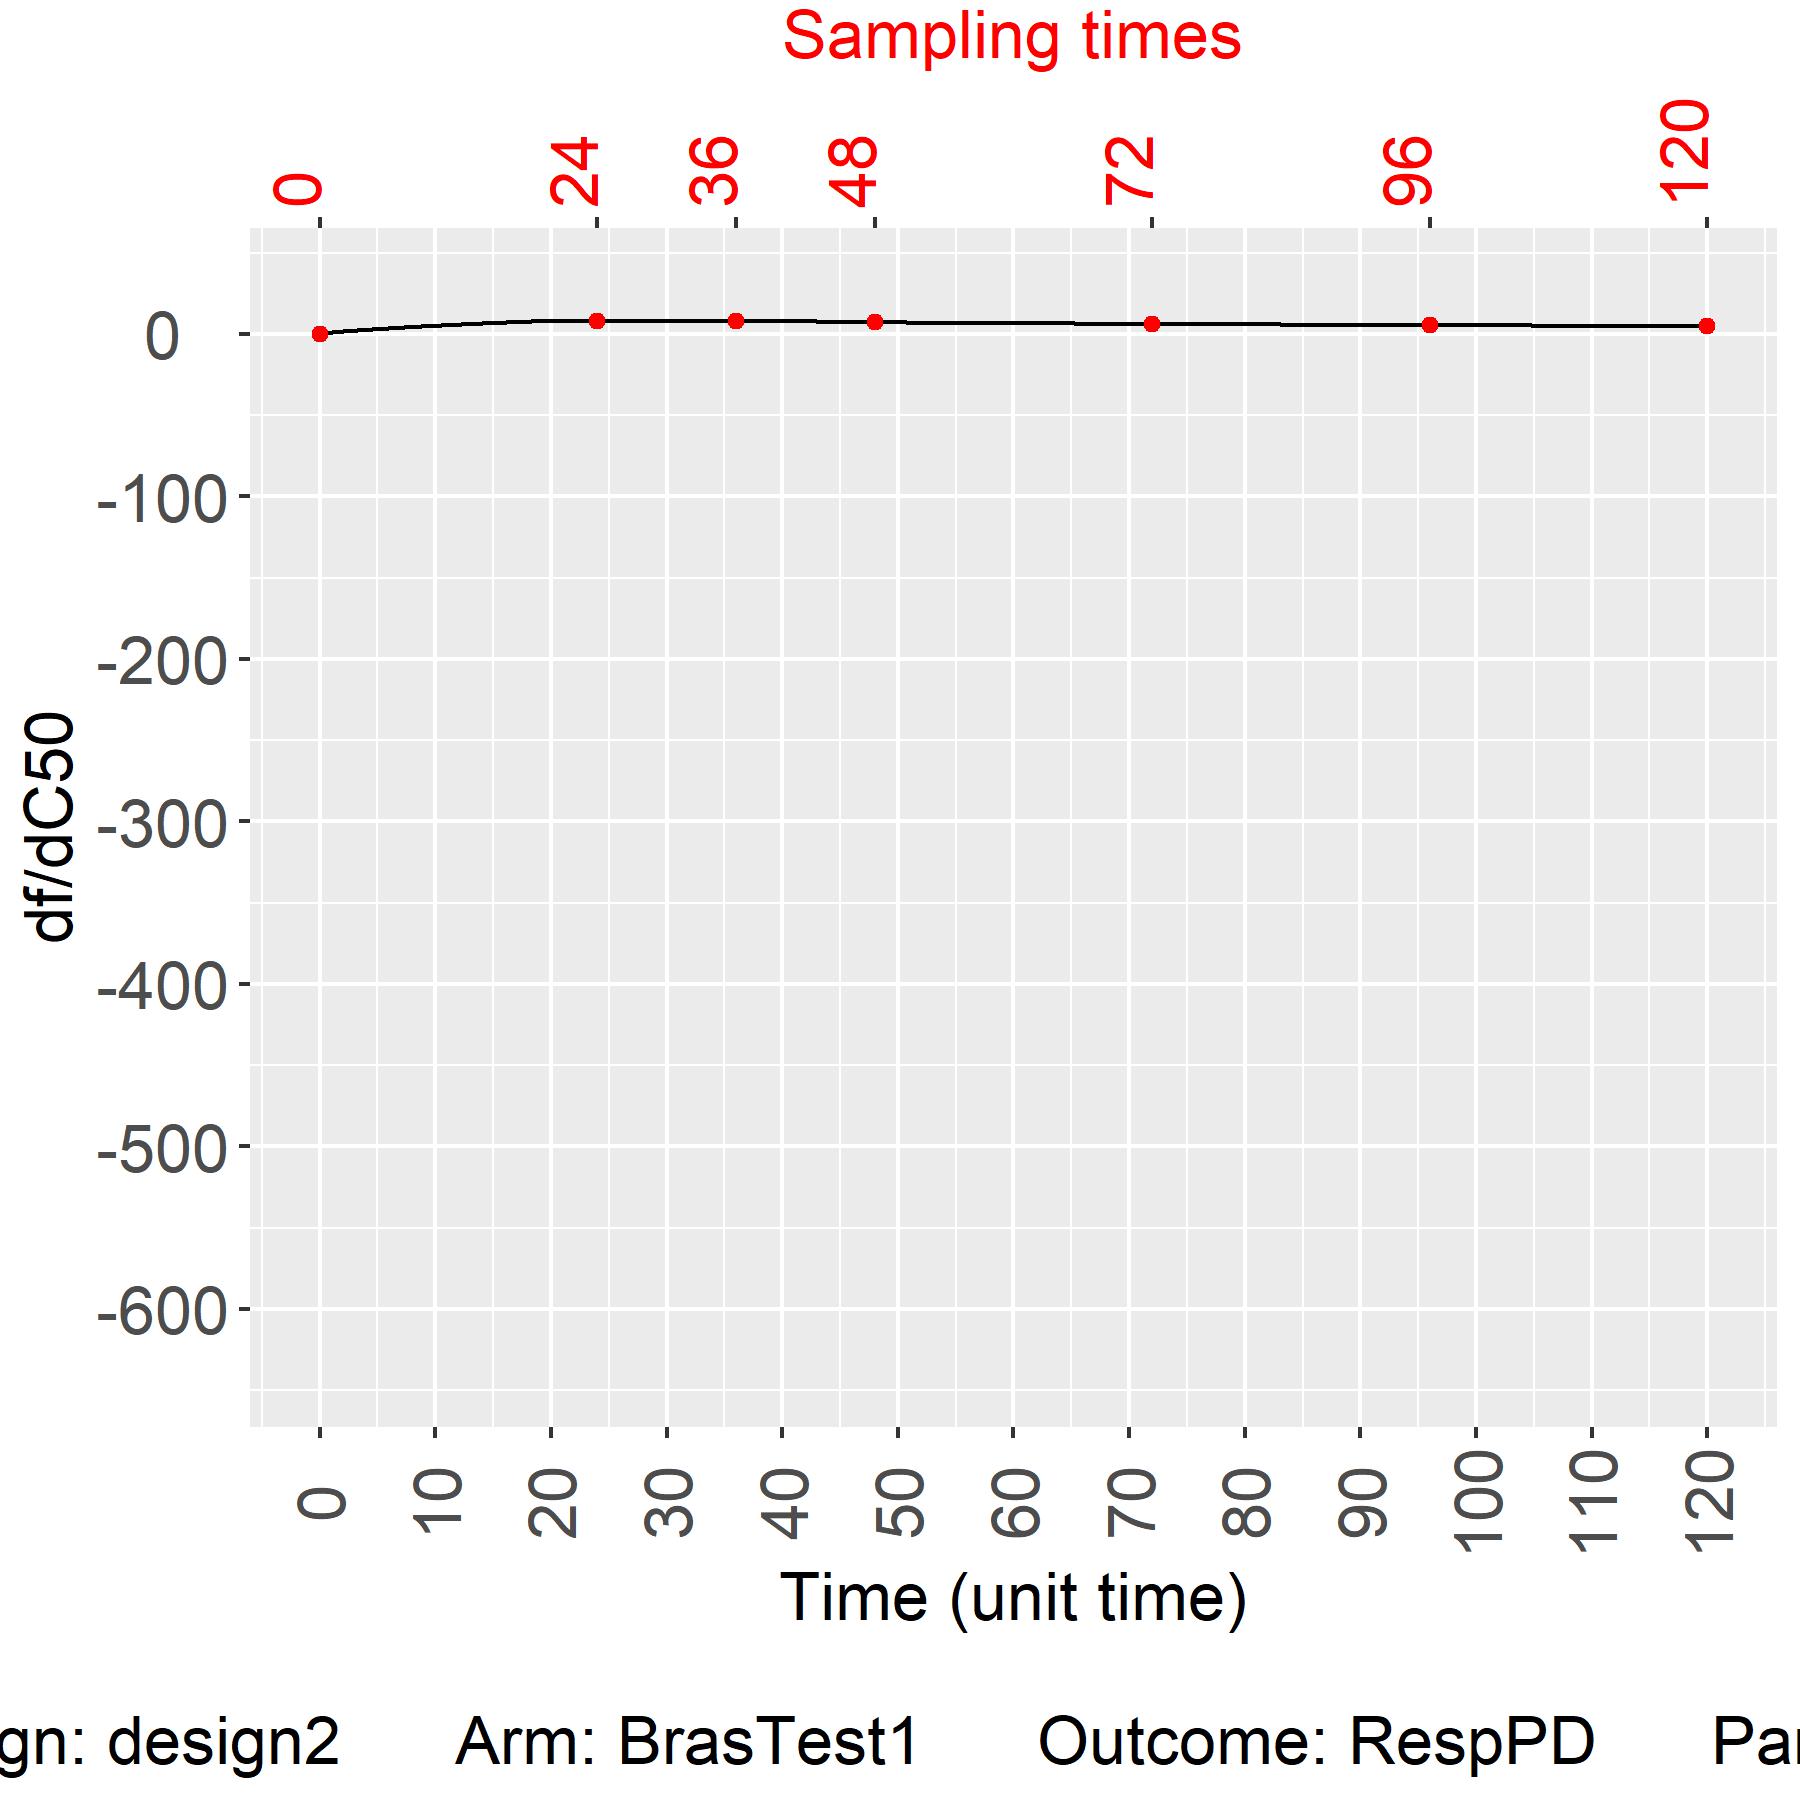 Sampling times
0 24 36 48 72 96 120
0
-100
-200
-300
-400
-500
-600
df/dC50
0 10 20 30 40 50 60 70 80 90 100 110 120
Time (unit time)
gn: design2 Arm: BrasTest1 Outcome: RespPD